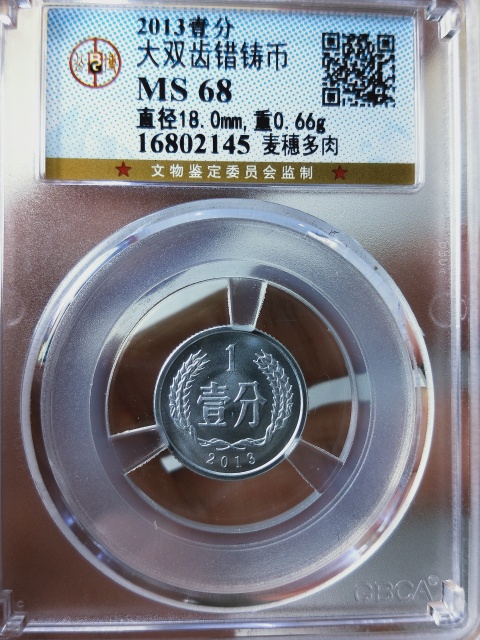 2013壹分
大双齿错铸币
MS 68
直径18.0mm,重0.66g
16802145 麦穗多肉
★ 文物鉴定委员会监制 ★
1
壹分
2013
GBCA®